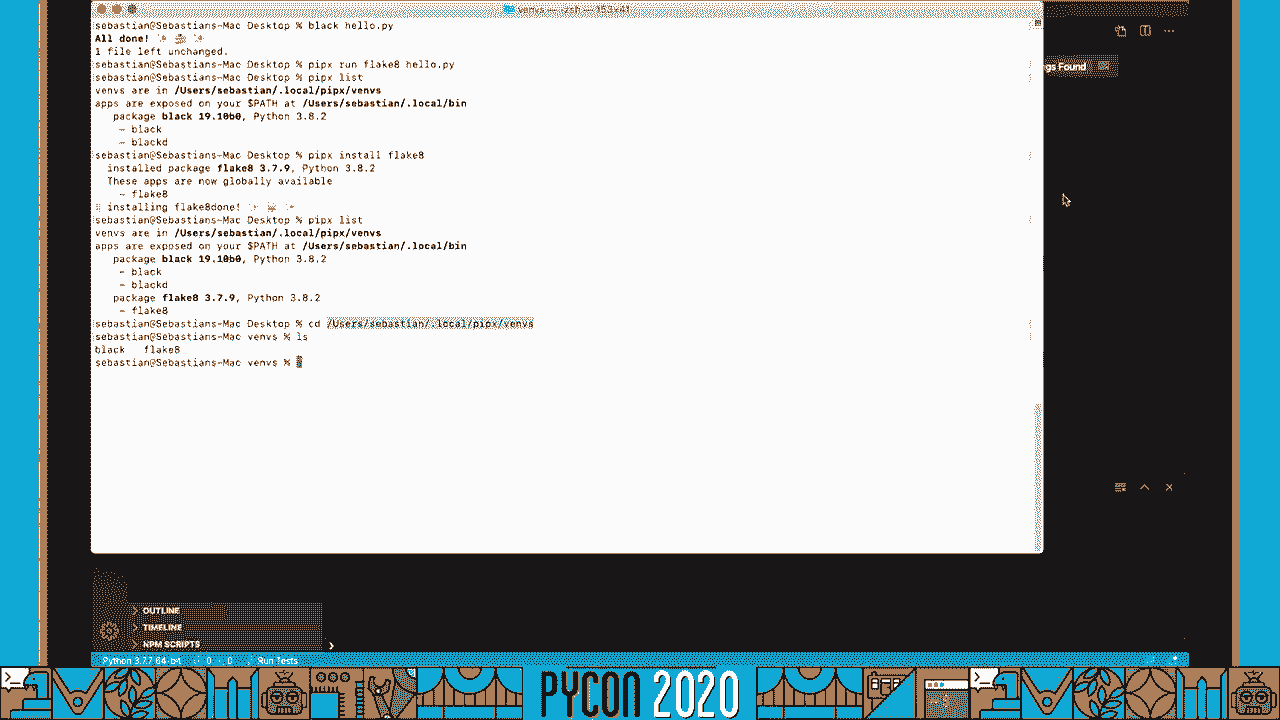 venvs — -zsh — 153×41
sebastian@Sebastians-Mac Desktop % black hello.py
All done!
1 file left unchanged.
sebastian@Sebastians-Mac Desktop % pipx run flake8 hello.py
sebastian@Sebastians-Mac Desktop % pipx list
venvs are in /Users/sebastian/.local/pipx/venvs
apps are exposed on your $PATH at /Users/sebastian/.local/bin
package black 19.10b0, Python 3.8.2
- black
- blackd
sebastian@Sebastians-Mac Desktop % pipx install flake8
installed package flake8 3.7.9, Python 3.8.2
These apps are now globally available
- flake8
installing flake8done!
sebastian@Sebastians-Mac Desktop % pipx list
venvs are in /Users/sebastian/.local/pipx/venvs
apps are exposed on your $PATH at /Users/sebastian/.local/bin
package black 19.10b0, Python 3.8.2
- black
- blackd
package flake8 3.7.9, Python 3.8.2
- flake8
sebastian@Sebastians-Mac Desktop % cd /Users/sebastian/.local/pipx/venvs
sebastian@Sebastians-Mac venvs % ls
black flake8
sebastian@Sebastians-Mac venvs %
gs Found
OUTLINE
TIMELINE
NPM SCRIPTS
Python 3.7.7 64-bit 0 0 Run Tests
PYCON 2020